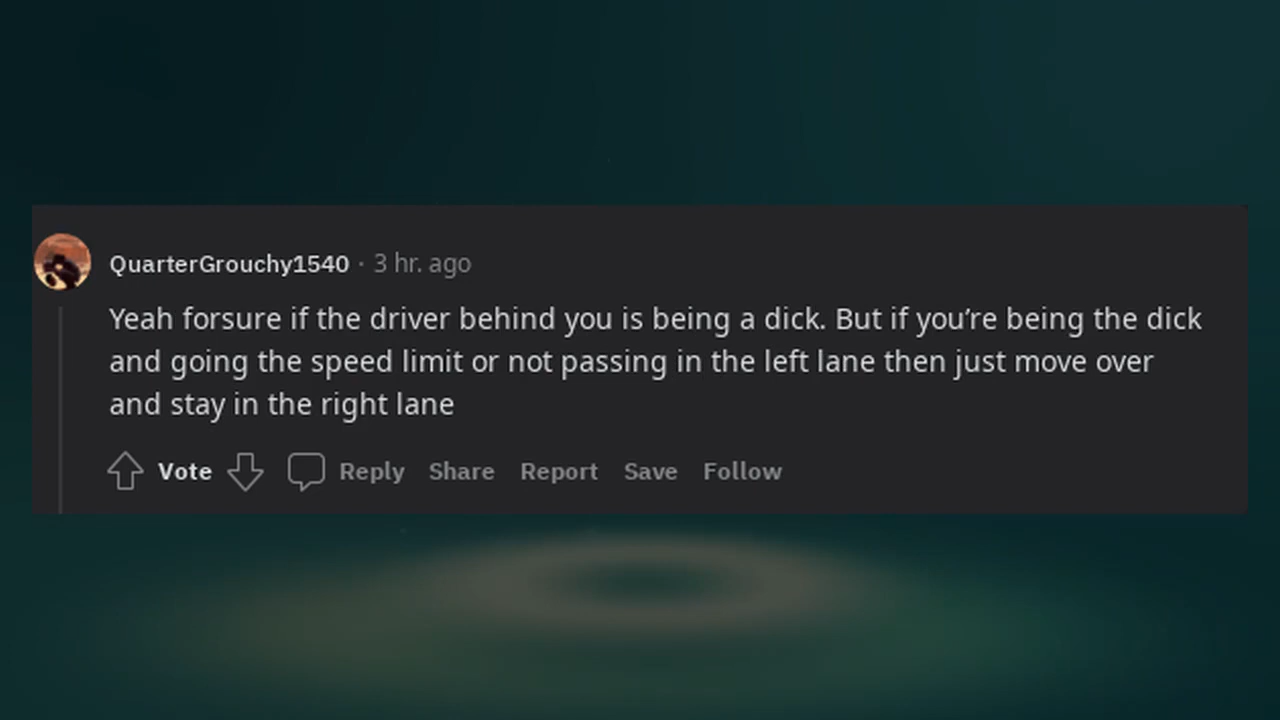 QuarterGrouchy1540 · 3 hr. ago
Yeah forsure if the driver behind you is being a dick. But if you’re being the dick
and going the speed limit or not passing in the left lane then just move over
and stay in the right lane
Vote Reply Share Report Save Follow